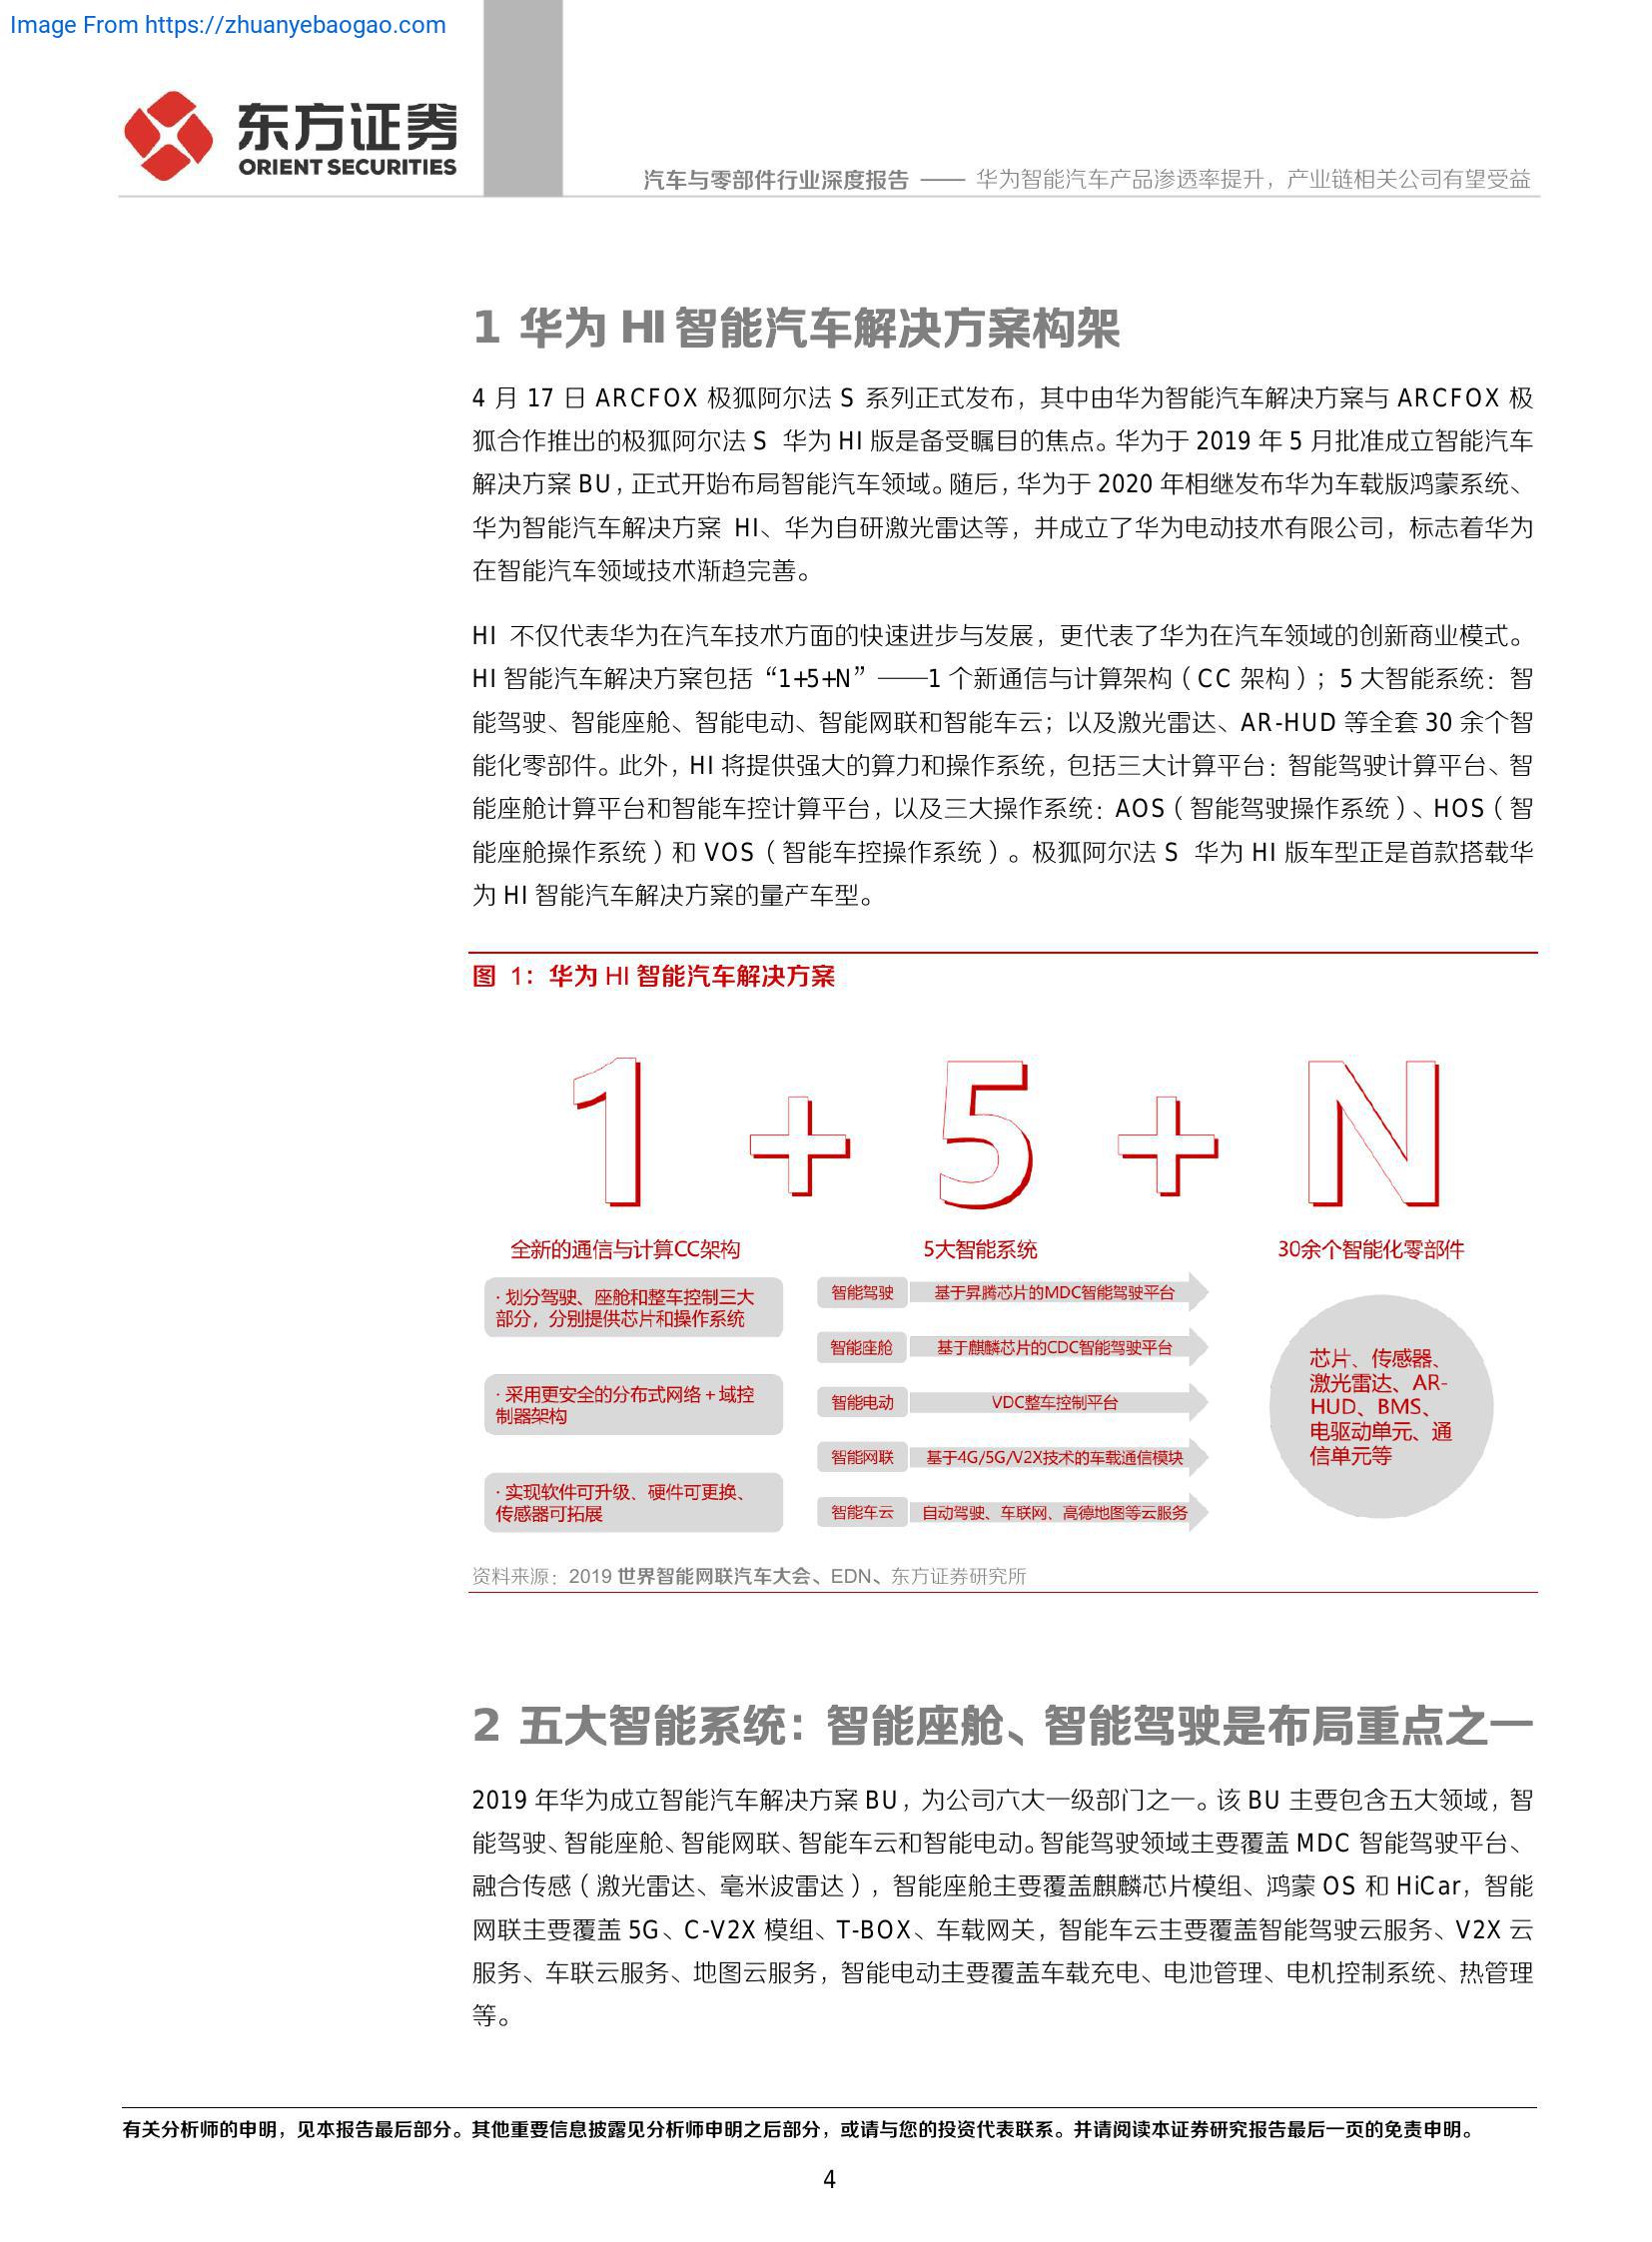 Image From https://zhuanyebaogao.com
东方证券
ORIENT SECURITIES
汽车与零部件行业深度报告 —— 华为智能汽车产品渗透率提升，产业链相关公司有望受益
1 华为 HI 智能汽车解决方案构架
4 月 17 日 ARCFOX 极狐阿尔法 S 系列正式发布，其中由华为智能汽车解决方案与 ARCFOX 极
狐合作推出的极狐阿尔法 S 华为 HI 版是备受瞩目的焦点。华为于 2019 年 5 月批准成立智能汽车
解决方案 BU，正式开始布局智能汽车领域。随后，华为于 2020 年相继发布华为车载版鸿蒙系统、
华为智能汽车解决方案 HI、华为自研激光雷达等，并成立了华为电动技术有限公司，标志着华为
在智能汽车领域技术渐趋完善。
HI 不仅代表华为在汽车技术方面的快速进步与发展，更代表了华为在汽车领域的创新商业模式。
HI 智能汽车解决方案包括“1+5+N”——1 个新通信与计算架构（CC 架构）；5 大智能系统：智
能驾驶、智能座舱、智能电动、智能网联和智能车云；以及激光雷达、AR-HUD 等全套 30 余个智
能化零部件。此外，HI 将提供强大的算力和操作系统，包括三大计算平台：智能驾驶计算平台、智
能座舱计算平台和智能车控计算平台，以及三大操作系统：AOS（智能驾驶操作系统）、HOS（智
能座舱操作系统）和 VOS（智能车控操作系统）。极狐阿尔法 S 华为 HI 版车型正是首款搭载华
为 HI 智能汽车解决方案的量产车型。
图 1：华为 HI 智能汽车解决方案
1 + 5 + N
全新的通信与计算CC架构
· 划分驾驶、座舱和整车控制三大
部分，分别提供芯片和操作系统
· 采用更安全的分布式网络＋域控
制器架构
· 实现软件可升级、硬件可更换、
传感器可拓展
5大智能系统
智能驾驶 基于昇腾芯片的MDC智能驾驶平台
智能座舱 基于麒麟芯片的CDC智能驾驶平台
智能电动 VDC整车控制平台
智能网联 基于4G/5G/V2X技术的车载通信模块
智能车云 自动驾驶、车联网、高德地图等云服务
30余个智能化零部件
芯片、传感器、
激光雷达、AR-
HUD、BMS、
电驱动单元、通
信单元等
资料来源：2019 世界智能网联汽车大会、EDN、东方证券研究所
2 五大智能系统：智能座舱、智能驾驶是布局重点之一
2019 年华为成立智能汽车解决方案 BU，为公司六大一级部门之一。该 BU 主要包含五大领域，智
能驾驶、智能座舱、智能网联、智能车云和智能电动。智能驾驶领域主要覆盖 MDC 智能驾驶平台、
融合传感（激光雷达、毫米波雷达），智能座舱主要覆盖麒麟芯片模组、鸿蒙 OS 和 HiCar，智能
网联主要覆盖 5G、C-V2X 模组、T-BOX、车载网关，智能车云主要覆盖智能驾驶云服务、V2X 云
服务、车联云服务、地图云服务，智能电动主要覆盖车载充电、电池管理、电机控制系统、热管理
等。
有关分析师的申明，见本报告最后部分。其他重要信息披露见分析师申明之后部分，或请与您的投资代表联系。并请阅读本证券研究报告最后一页的免责申明。
4